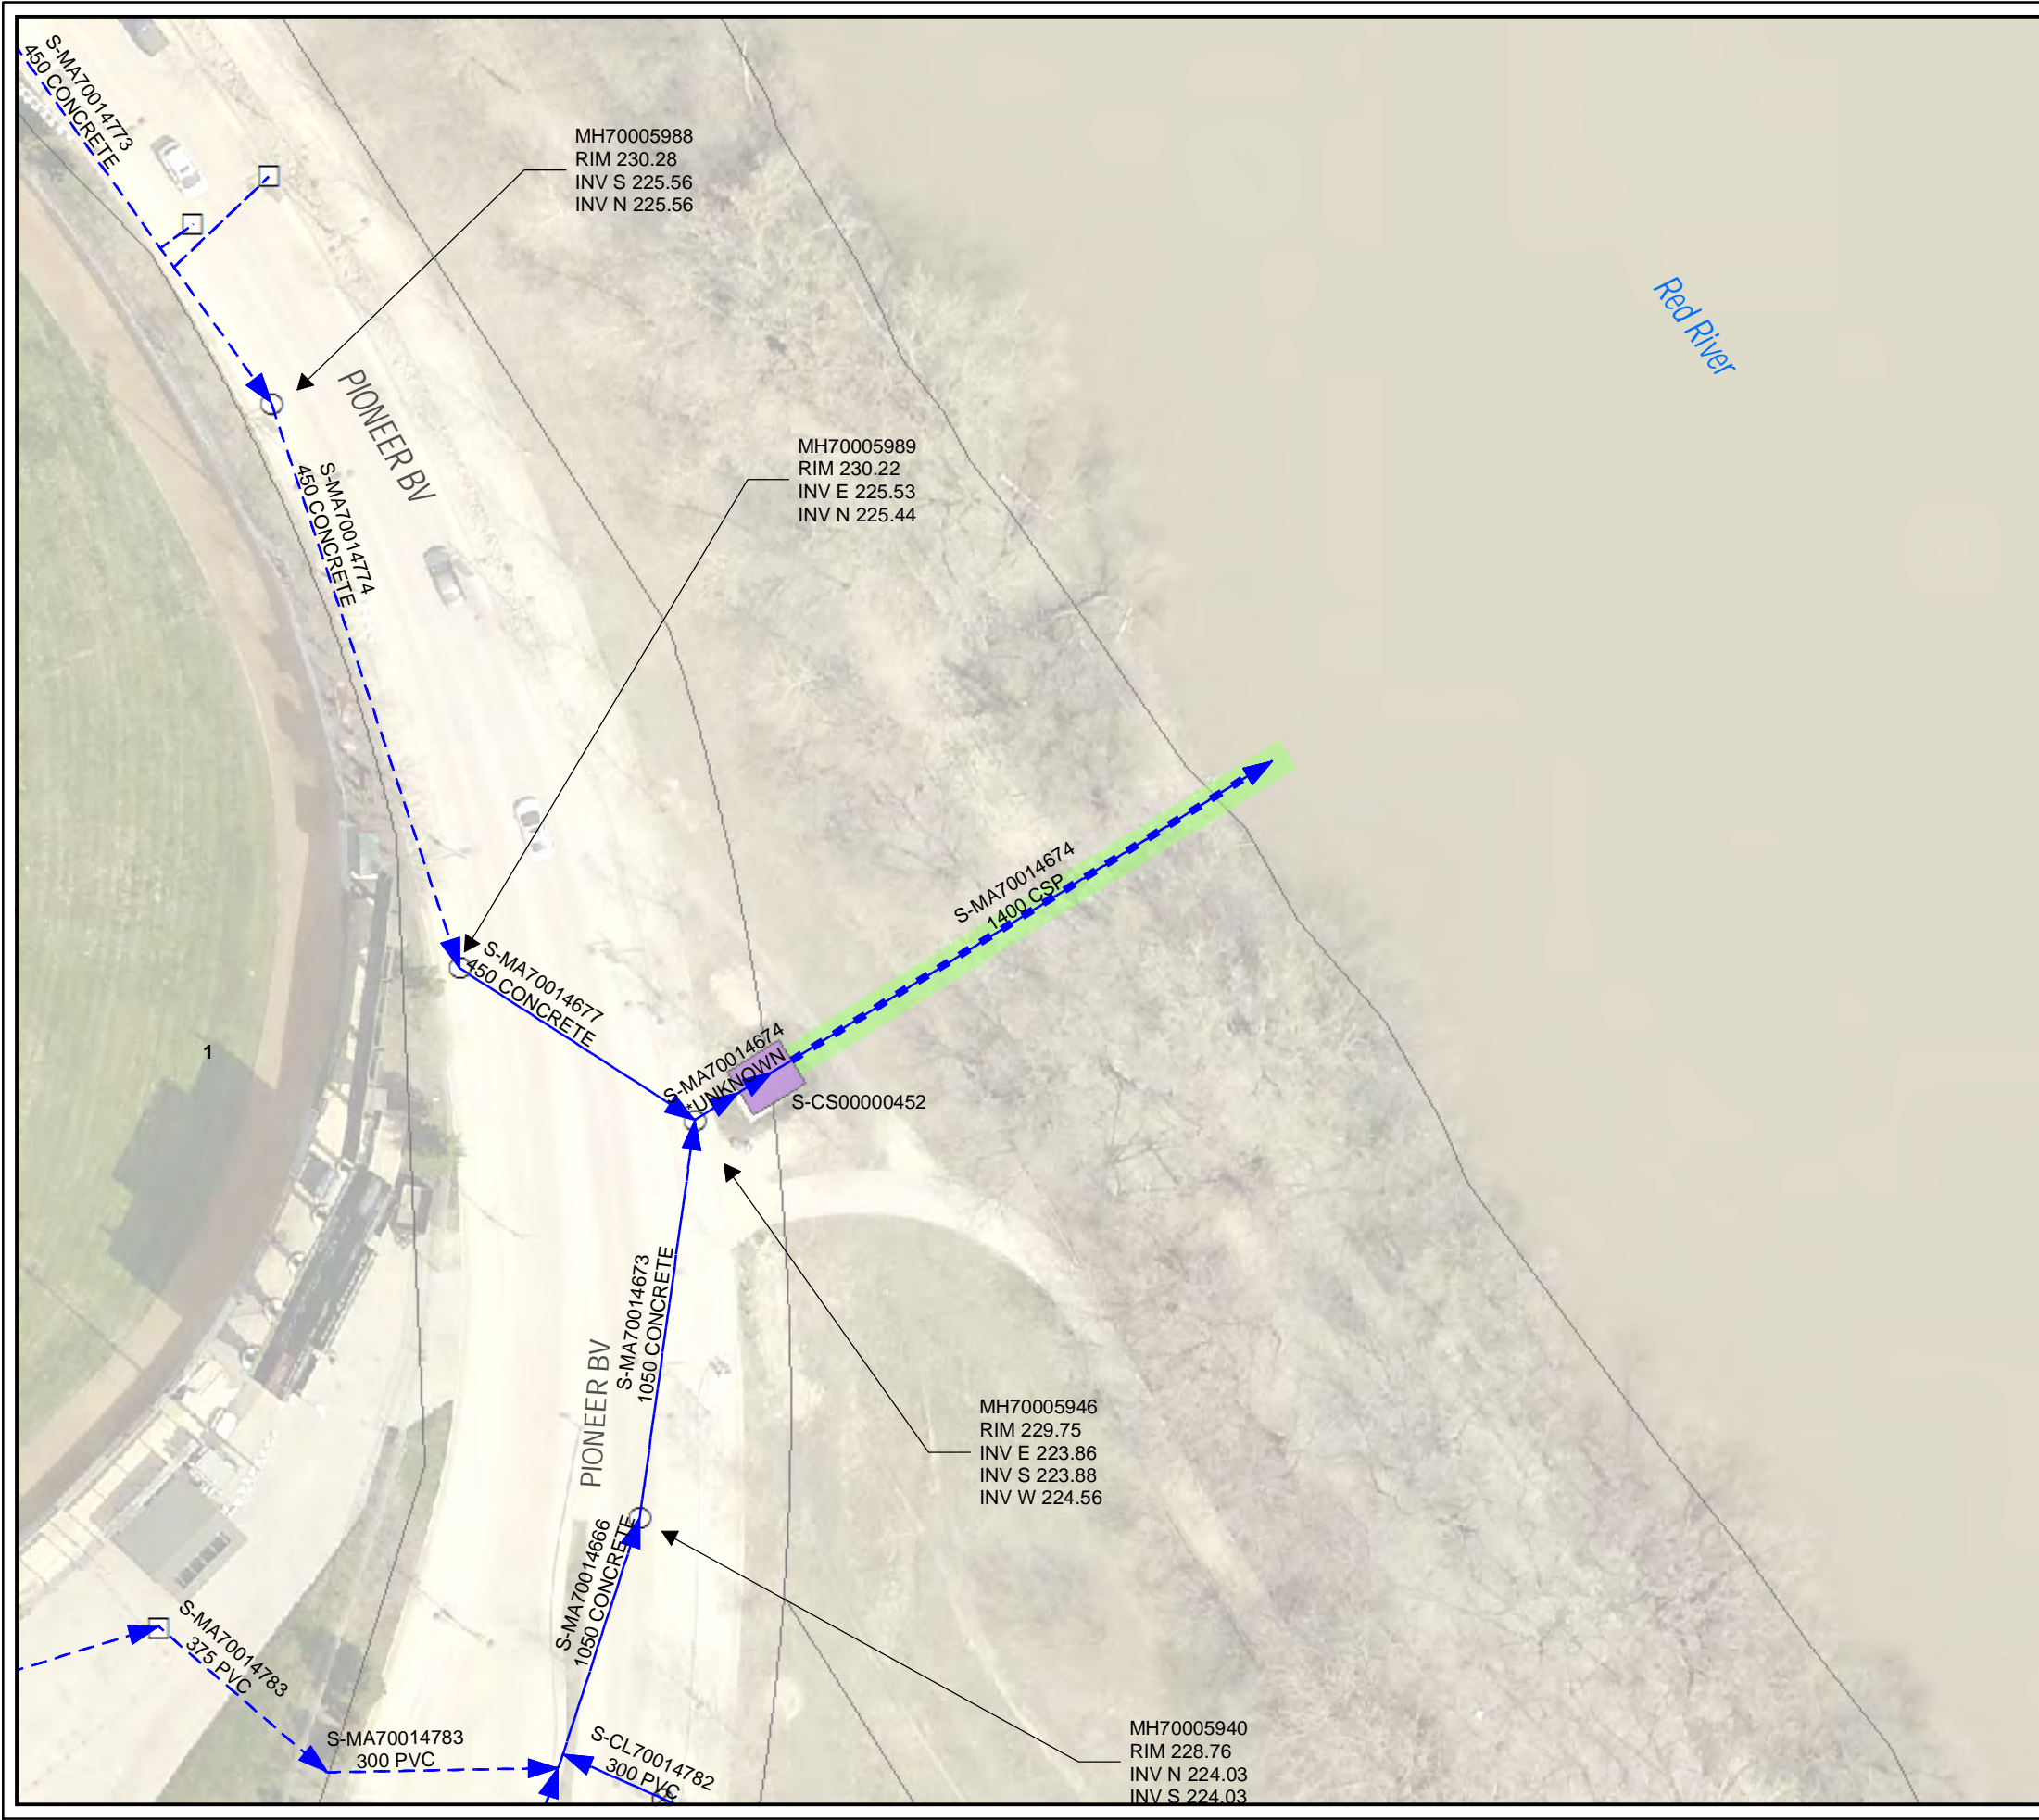 S-MA70014773
450 CONCRETE
MH70005988
RIM 230.28
INV S 225.56
INV N 225.56
Red River
PIONEER BV
MH70005989
RIM 230.22
INV E 225.53
INV N 225.44
S-MA70014774
450 CONCRETE
S-MA70014674
1400 CSP
S-MA70014677
450 CONCRETE
S-MA70014674
*UNKNOWN
S-CS00000452
1
S-MA70014673
1050 CONCRETE
PIONEER BV
MH70005946
RIM 229.75
INV E 223.86
INV S 223.88
INV W 224.56
S-MA70014666
1050 CONCRETE
S-MA70014783
375 PVC
S-MA70014783
300 PVC
S-CL70014782
300 PVC
MH70005940
RIM 228.76
INV N 224.03
INV S 224.03